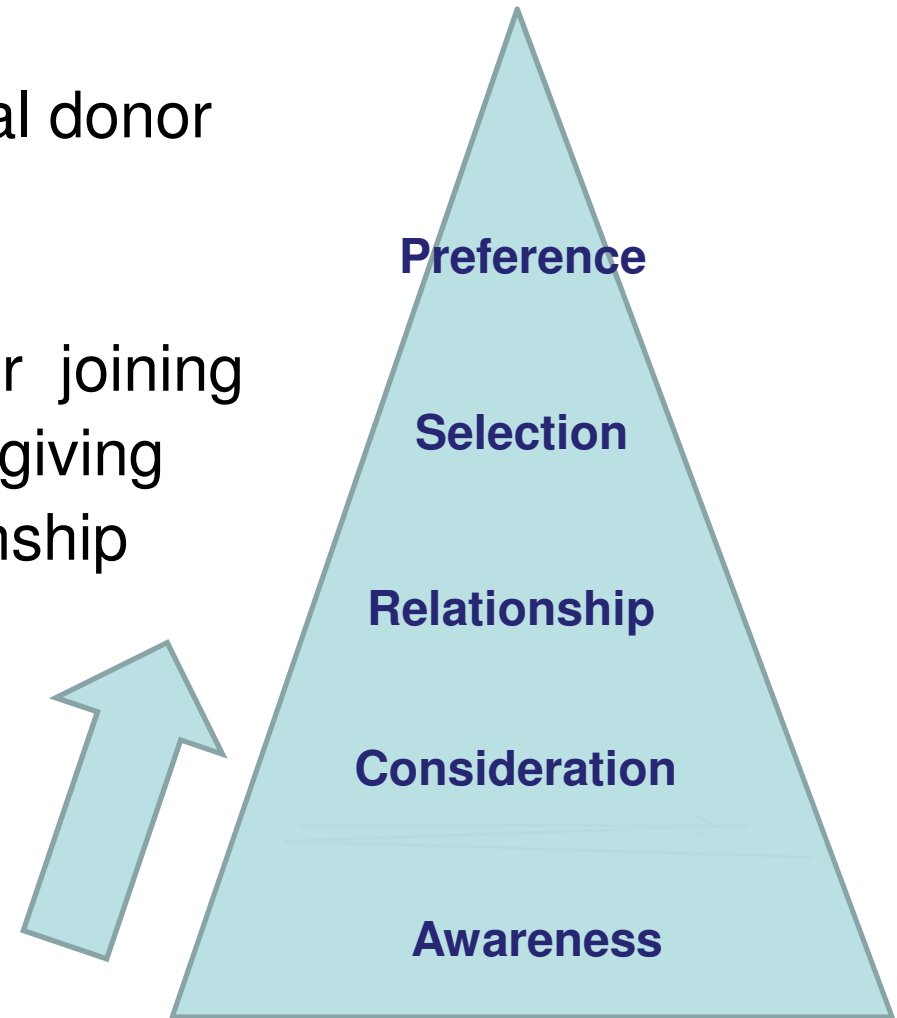 al donor
r joining
giving
nship
Preference
Selection
Relationship
Consideration
Awareness